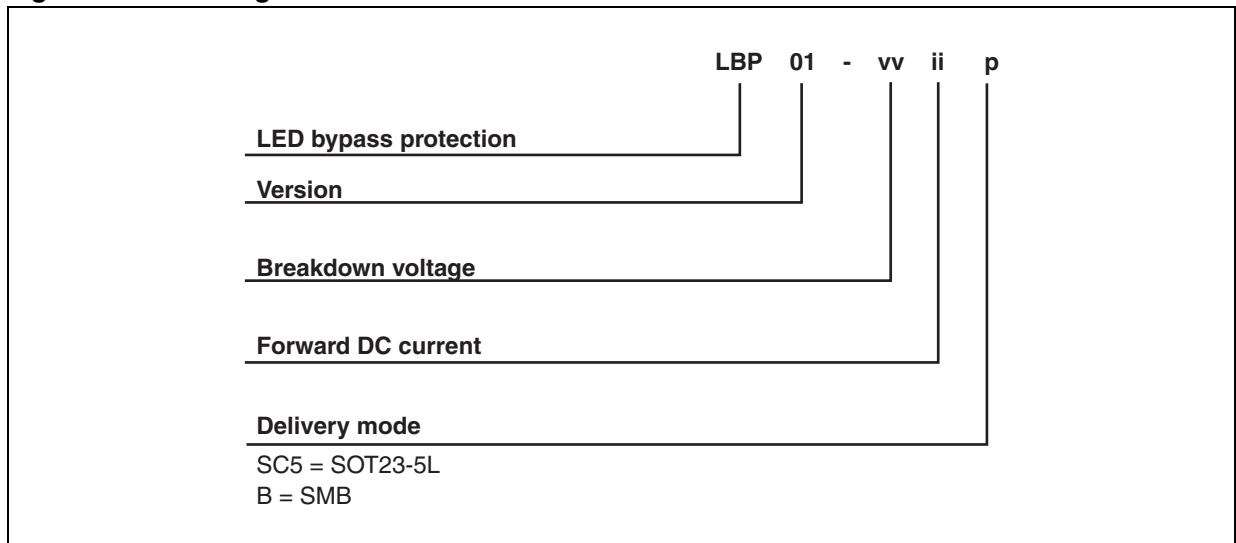 LBP 01 - vv ii p
LED bypass protection
Version
Breakdown voltage
Forward DC current
Delivery mode
SC5 = SOT23-5L
B = SMB